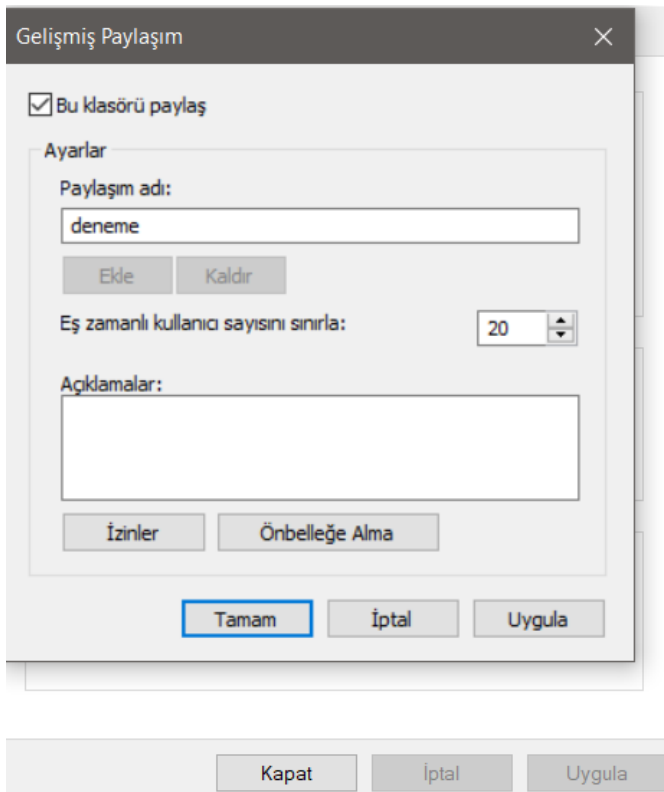 Gelişmiş Paylaşım
Bu klasörü paylaş
Ayarlar
Paylaşım adı:
deneme
Ekle Kaldır
Eş zamanlı kullanıcı sayısını sınırla: 20
Açıklamalar:
İzinler Önbelleğe Alma
Tamam İptal Uygula
Kapat İptal Uygula